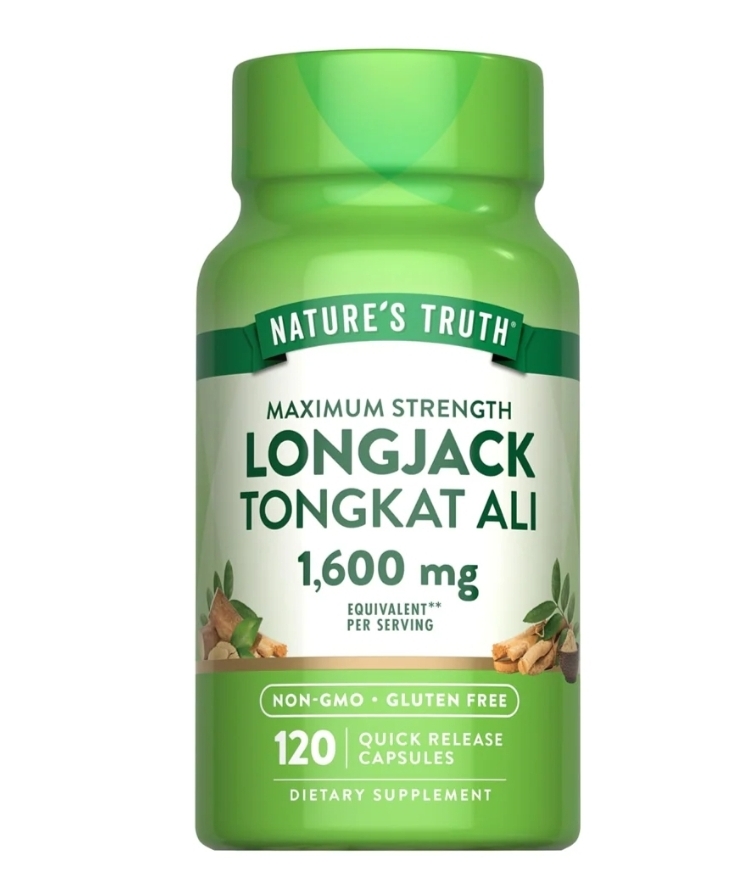 NATURE'S TRUTH®
MAXIMUM STRENGTH
LONGJACK
TONGKAT ALI
1,600 mg
EQUIVALENT**
PER SERVING
NON-GMO • GLUTEN FREE
120
QUICK RELEASE
CAPSULES
DIETARY SUPPLEMENT